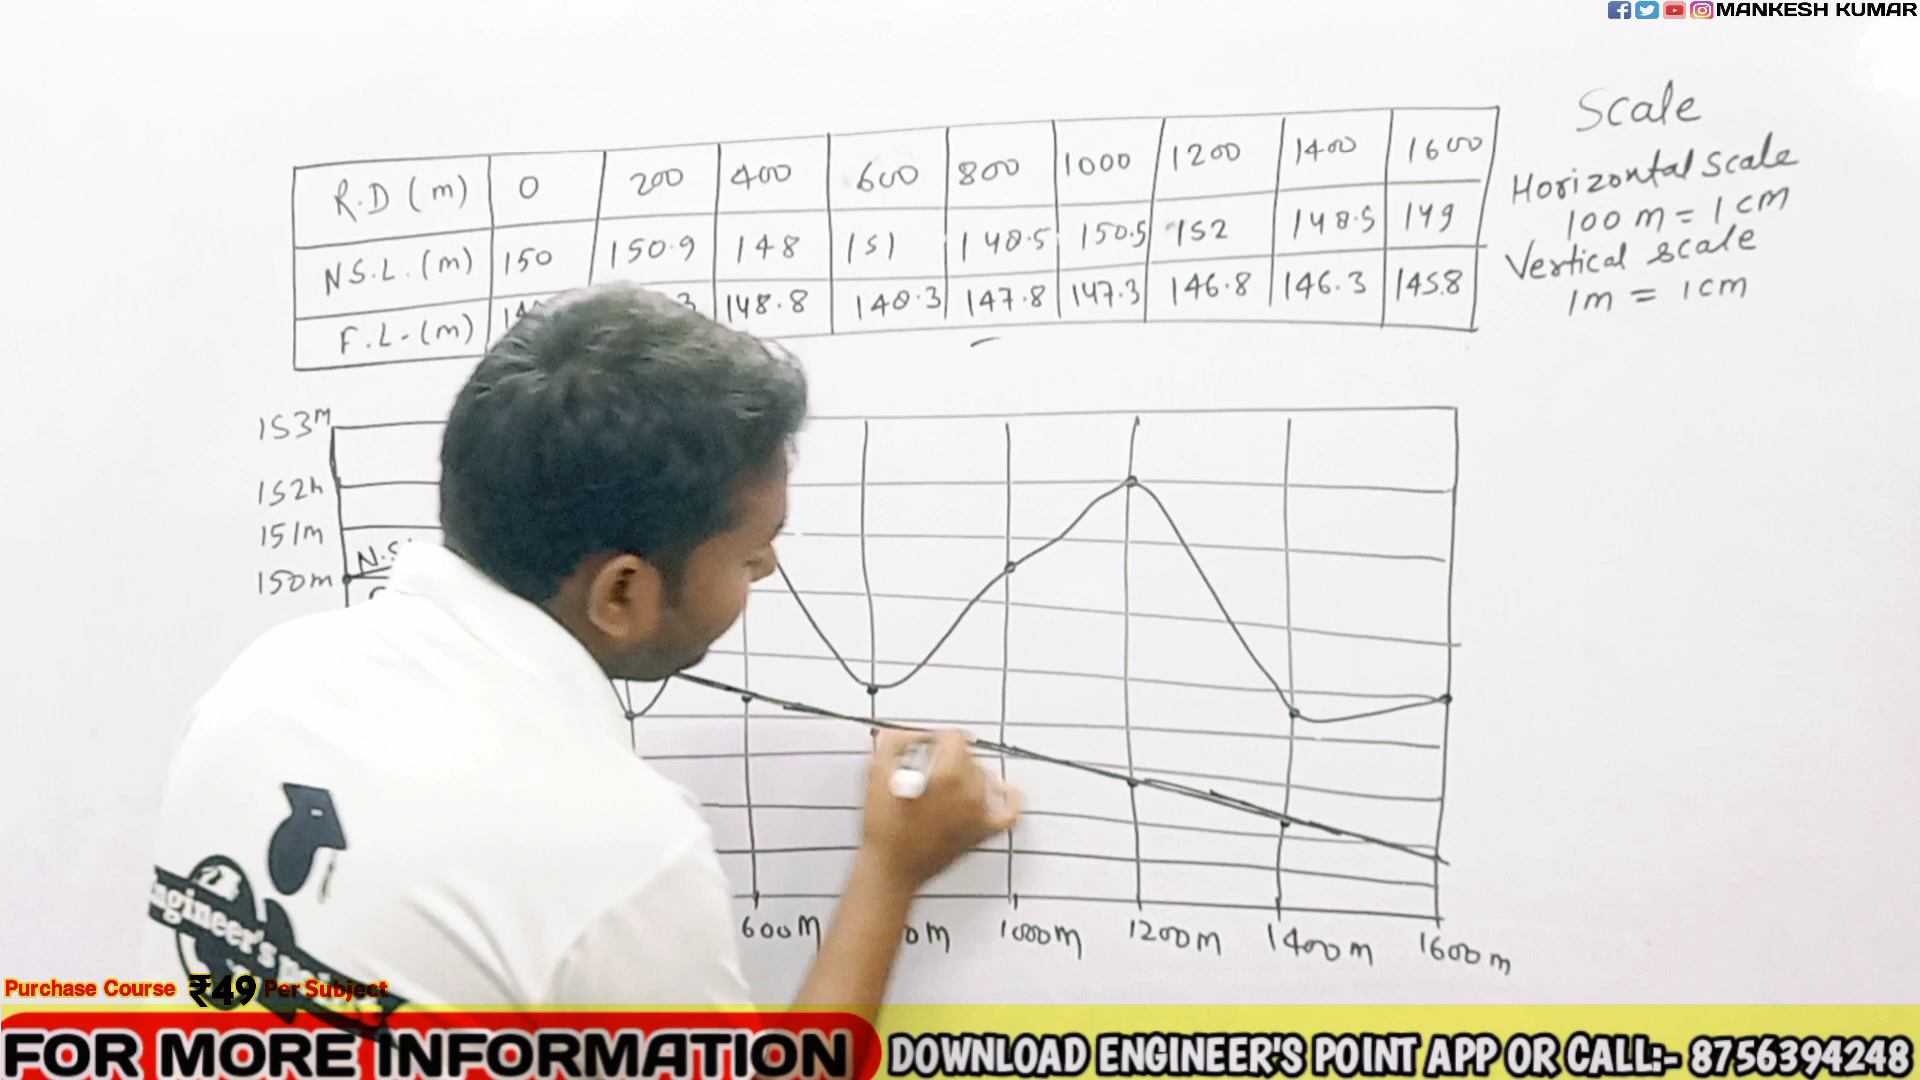 MANKESH KUMAR
Scale
Horizontal Scale
100 m = 1 cm
Vertical scale
1m = 1cm
R.D (m) 0 200 400 600 800 1000 1200 1400 1600
N.S.L. (m) 150 150.9 148 151 148.5 150.5 152 148.5 149
F.L.-(m) 148.8 148.3 147.8 147.3 146.8 146.3 145.8
153m
152m
151m
150m
N.S.
600m 1000m 1200m 1400m 1600m
Engineer's Point
Purchase Course ₹49 Per Subject
FOR MORE INFORMATION DOWNLOAD ENGINEER'S POINT APP OR CALL:- 8756394248